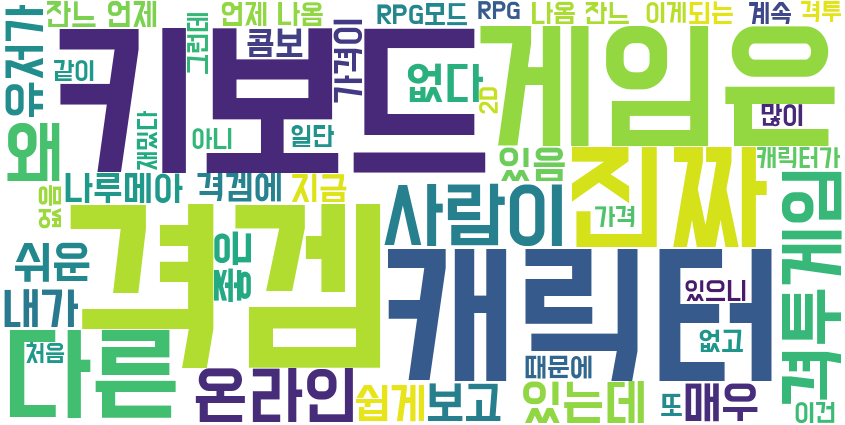 잔느 언제
언제 나옴
RPG모드
RPG
나옴 잔느
이게되는
계속
격투
유저가
같이
키보드
그런데
콤보
가격이
없다
2D
게임은
많이
왜
재밌다
아니
일단
있음
진짜
캐릭터가
없음
나루메아
격겜에
지금
사람이
가격
격투게임
쉬운
내가
격겜
좋은
캐릭터
있으니
없고
다른
처음
온라인
쉽게
보고
때문에
있는데
또
매우
이건